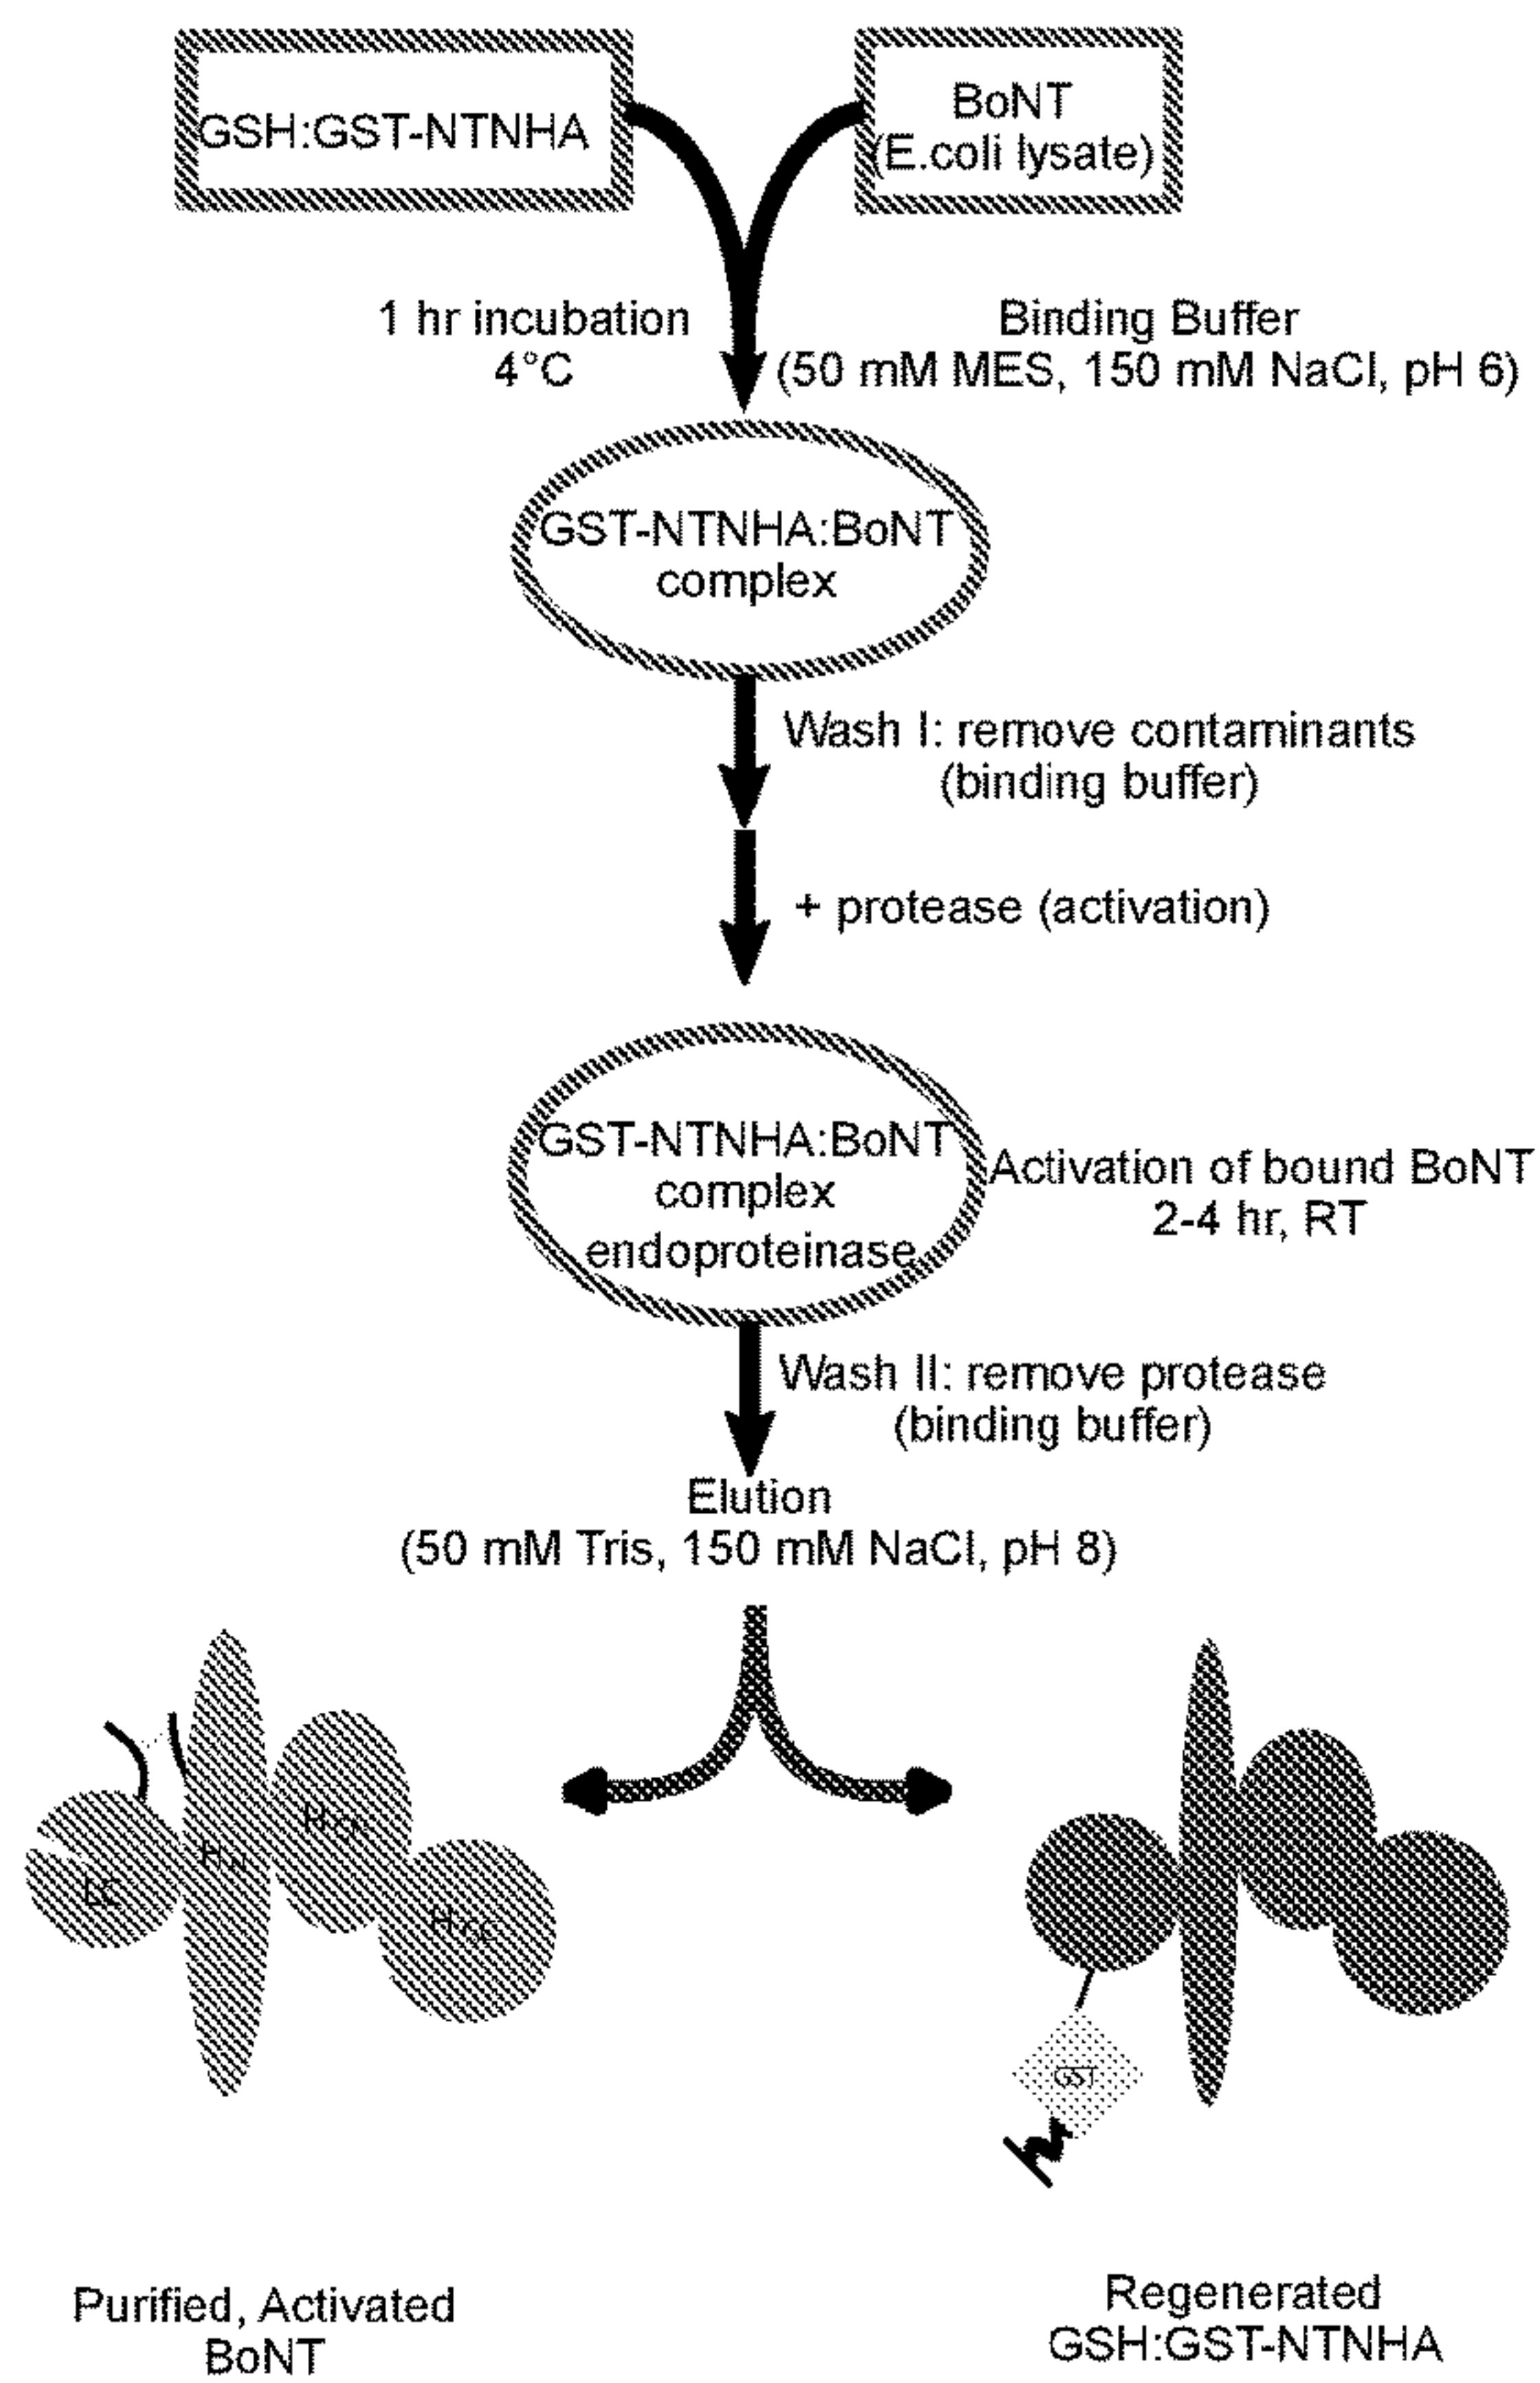 GSH:GST-NTNHA
BoNT
(E.coli lysate)
1 hr incubation
4°C
Binding Buffer
(50 mM MES, 150 mM NaCl, pH 6)
GST-NTNHA:BoNT
complex
Wash I: remove contaminants
(binding buffer)
+ protease (activation)
GST-NTNHA:BoNT
complex
endoproteinase
Activation of bound BoNT
2-4 hr, RT
Wash II: remove protease
(binding buffer)
Elution
(50 mM Tris, 150 mM NaCl, pH 8)
LC
HN
HCN
GST
Purified, Activated
BoNT
Regenerated
GSH:GST-NTNHA